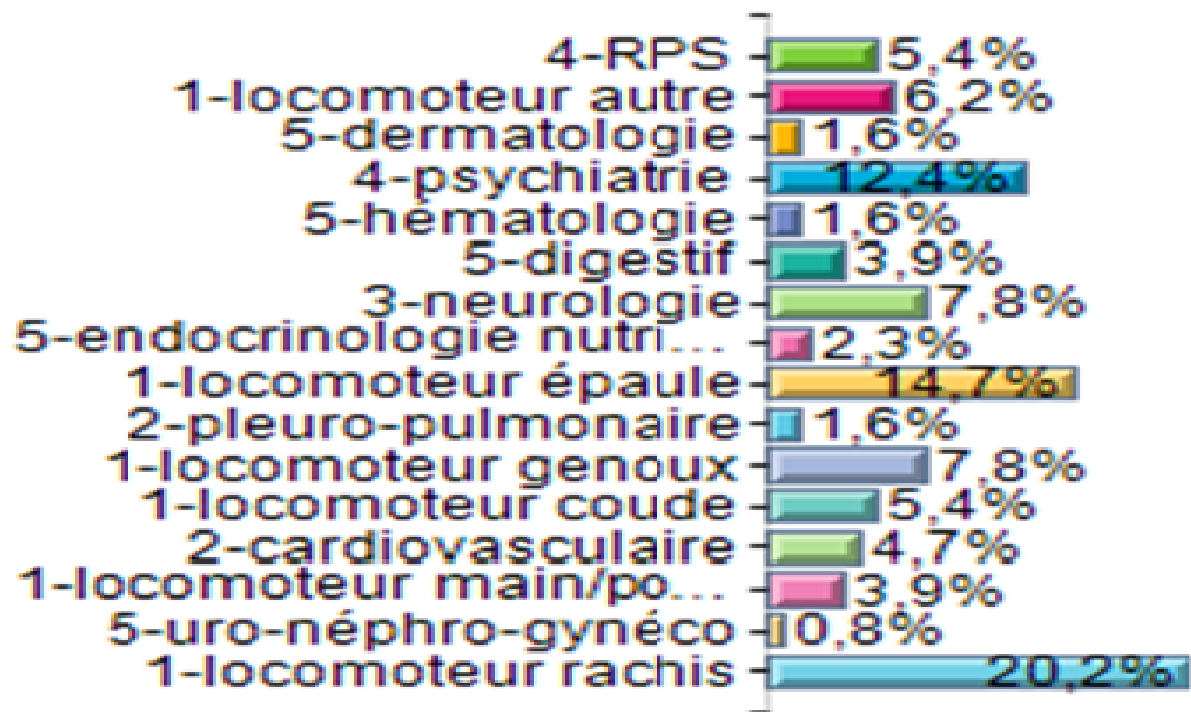 4-RPS 5,4%
1-locomoteur autre 6,2%
5-dermatologie 1,6%
4-psychiatrie 12,4%
5-hématologie 1,6%
5-digestif 3,9%
3-neurologie 7,8%
5-endocrinologie nutri... 2,3%
1-locomoteur épaule 14,7%
2-pleuro-pulmonaire 1,6%
1-locomoteur genoux 7,8%
1-locomoteur coude 5,4%
2-cardiovasculaire 4,7%
1-locomoteur main/po... 3,9%
5-uro-néphro-gynéco 0,8%
1-locomoteur rachis 20,2%